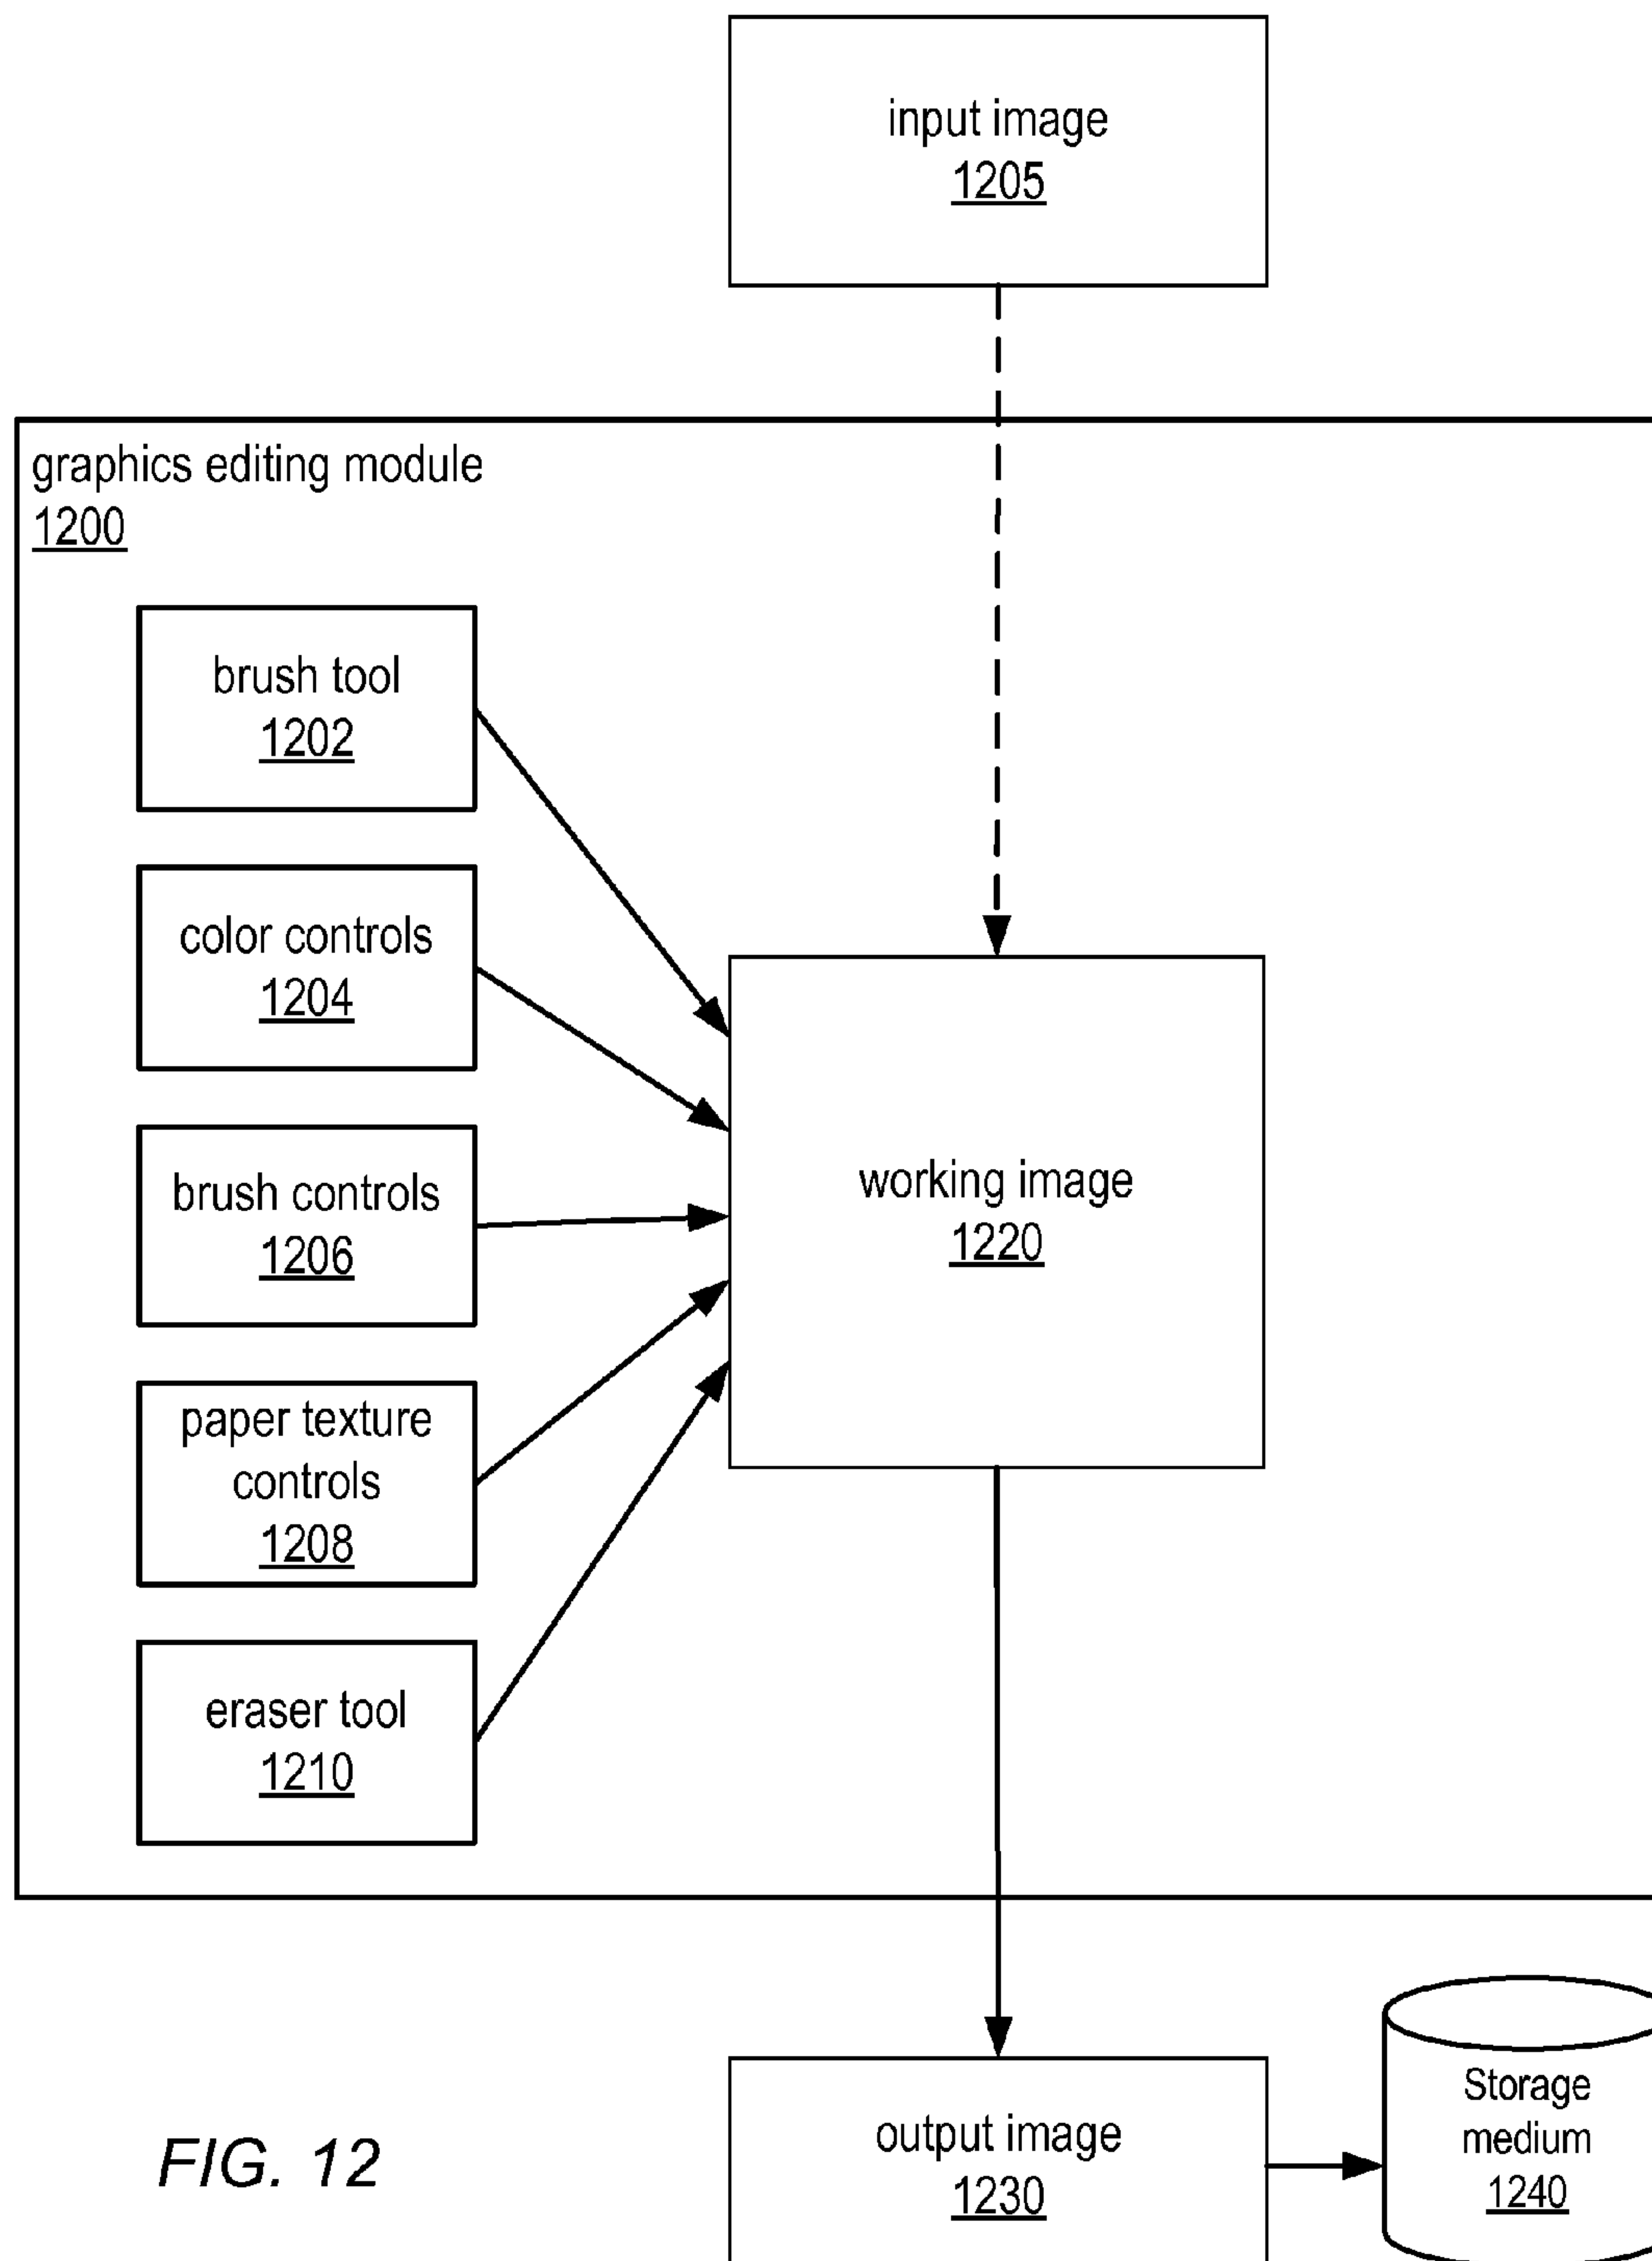 input image
1205
graphics editing module
1200
brush tool
1202
color controls
1204
brush controls
1206
paper texture
controls
1208
eraser tool
1210
working image
1220
output image
1230
Storage
medium
1240
FIG. 12